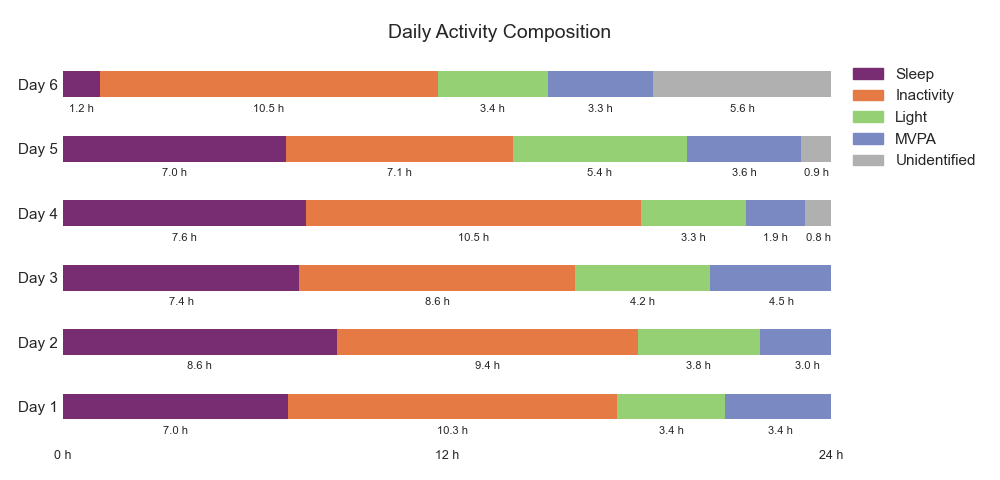 Daily Activity Composition
Day 6
1.2 h 10.5 h 3.4 h 3.3 h 5.6 h
Day 5
7.0 h 7.1 h 5.4 h 3.6 h 0.9 h
Day 4
7.6 h 10.5 h 3.3 h 1.9 h 0.8 h
Day 3
7.4 h 8.6 h 4.2 h 4.5 h
Day 2
8.6 h 9.4 h 3.8 h 3.0 h
Day 1
7.0 h 10.3 h 3.4 h 3.4 h
0 h 12 h 24 h
Sleep
Inactivity
Light
MVPA
Unidentified